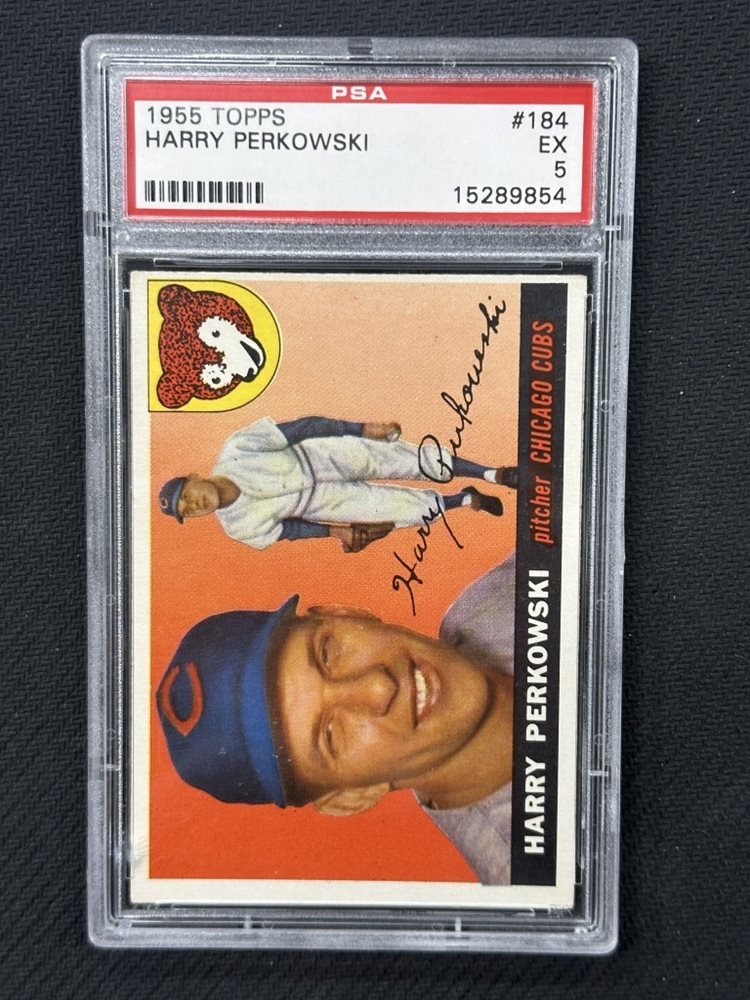 PSA
1955 TOPPS #184
HARRY PERKOWSKI EX
5
15289854
C
Harry Perkowski
C
HARRY PERKOWSKI pitcher CHICAGO CUBS